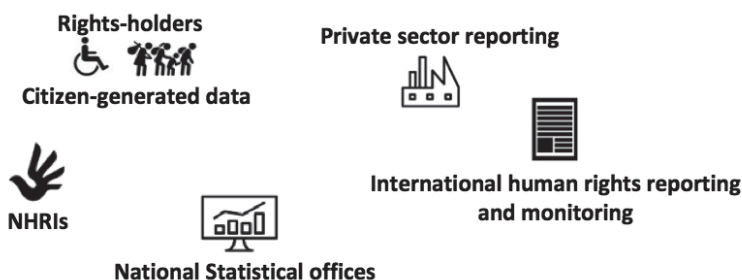 Rights-holders
Citizen-generated data
Private sector reporting
International human rights reporting
and monitoring
NHRIs
National Statistical offices